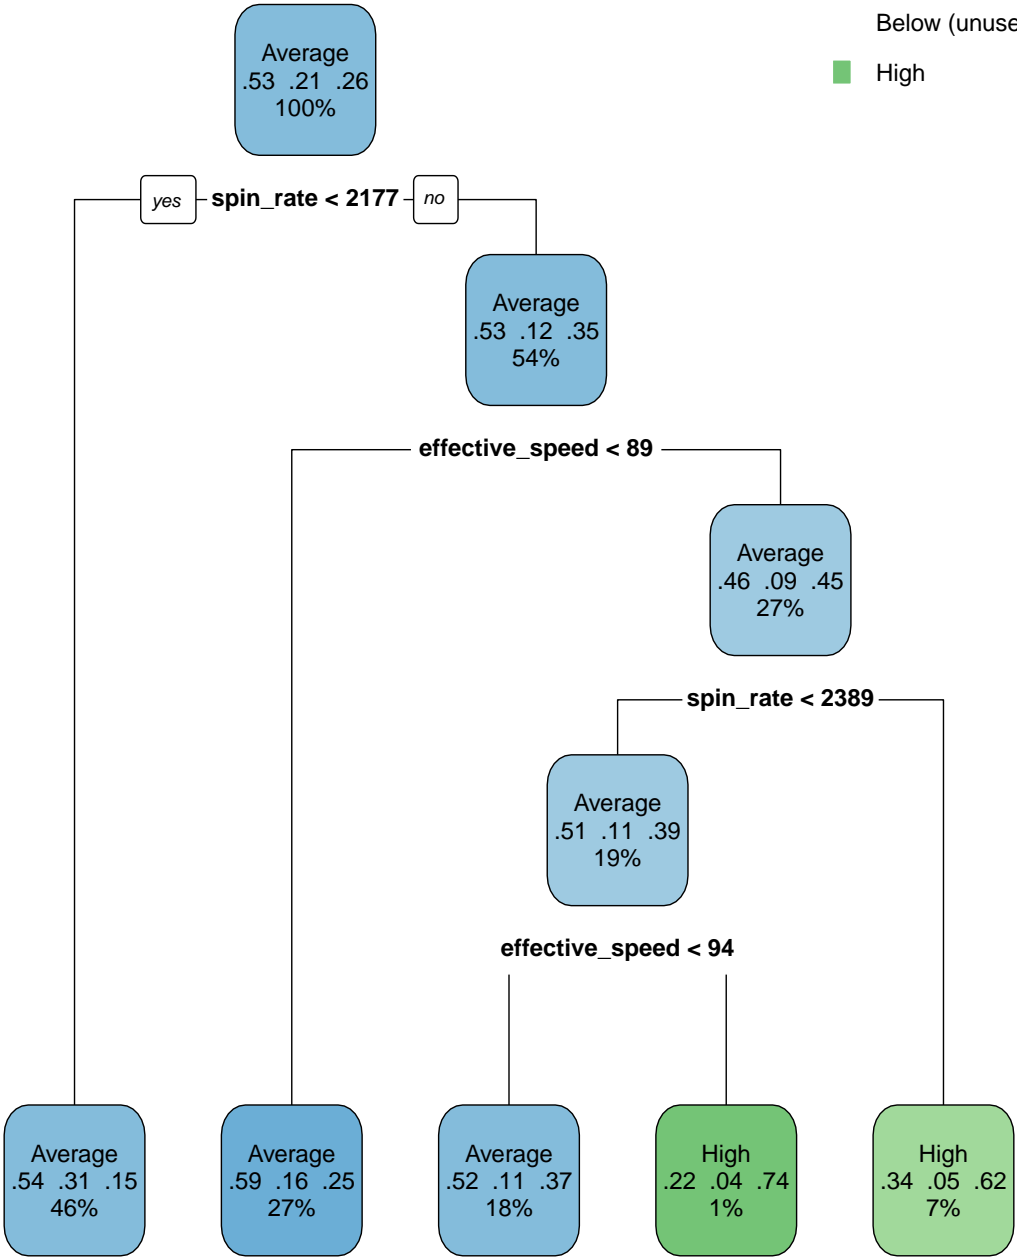 Below (unuse
High
Average
.53 .21 .26
100%
yes
spin_rate < 2177
no
Average
.53 .12 .35
54%
effective_speed < 89
Average
.46 .09 .45
27%
spin_rate < 2389
Average
.51 .11 .39
19%
effective_speed < 94
Average
.54 .31 .15
46%
Average
.59 .16 .25
27%
Average
.52 .11 .37
18%
High
.22 .04 .74
1%
High
.34 .05 .62
7%